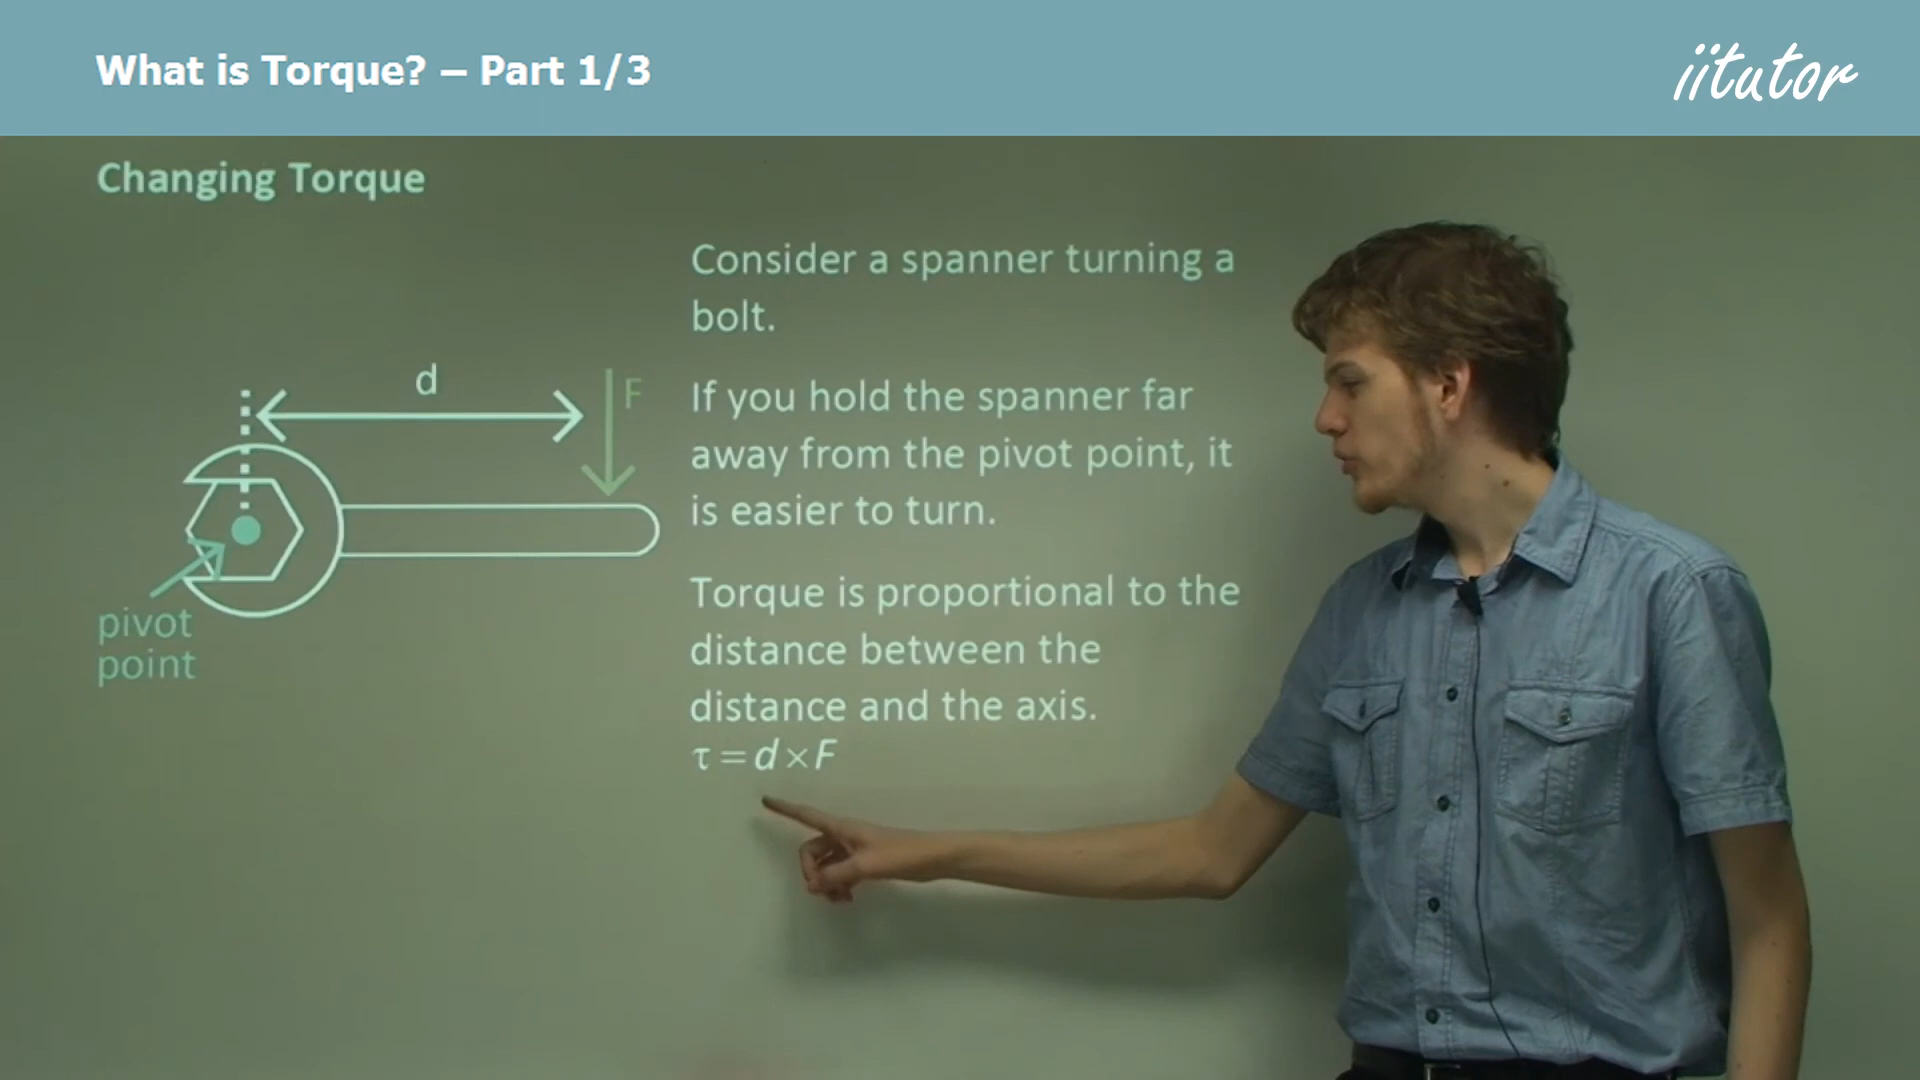 What is Torque? – Part 1/3
iitutor
Changing Torque
Consider a spanner turning a
bolt.
d
F
If you hold the spanner far
away from the pivot point, it
is easier to turn.
pivot
point
Torque is proportional to the
distance between the
distance and the axis.
τ = d × F